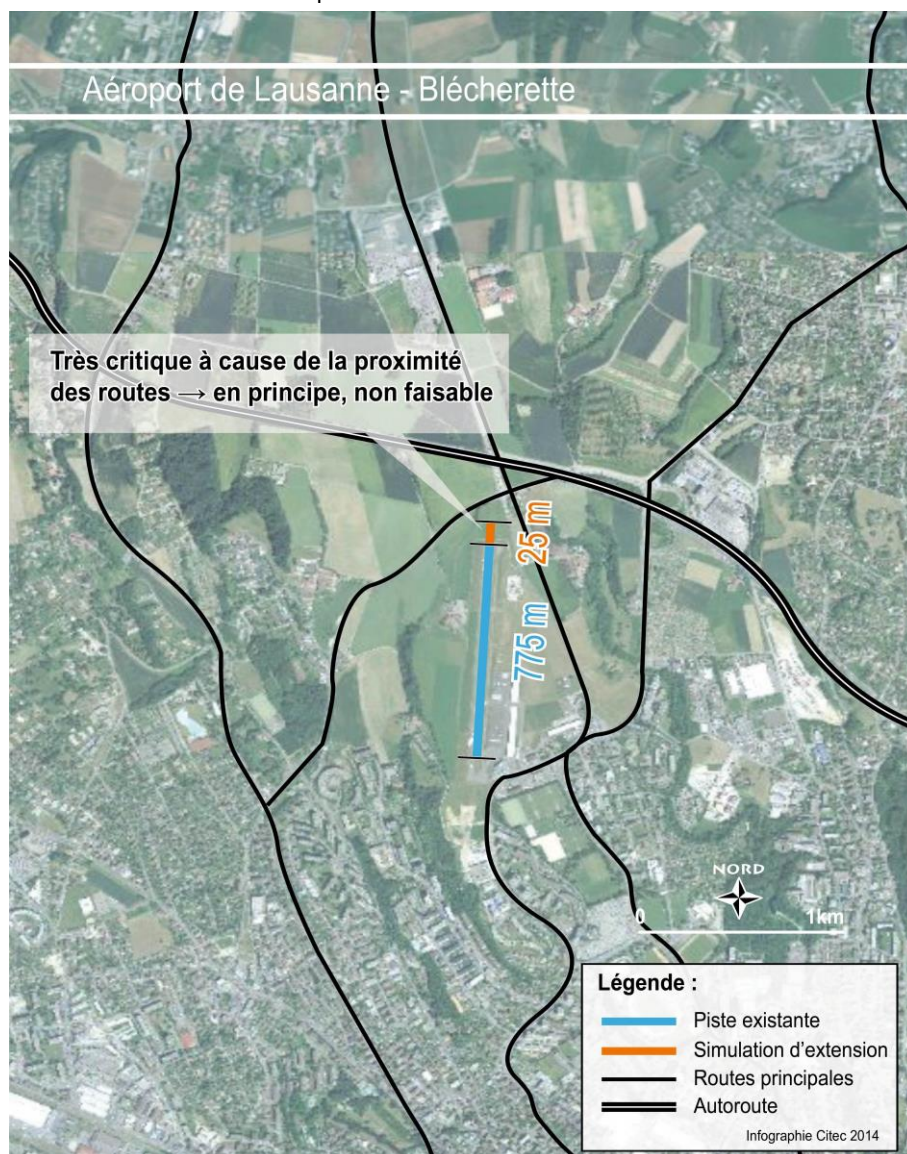 Aéroport de Lausanne - Blécherette
Très critique à cause de la proximité
des routes → en principe, non faisable
25 m
775 m
NORD
0 1km
Légende :
Piste existante
Simulation d'extension
Routes principales
Autoroute
Infographie Citec 2014